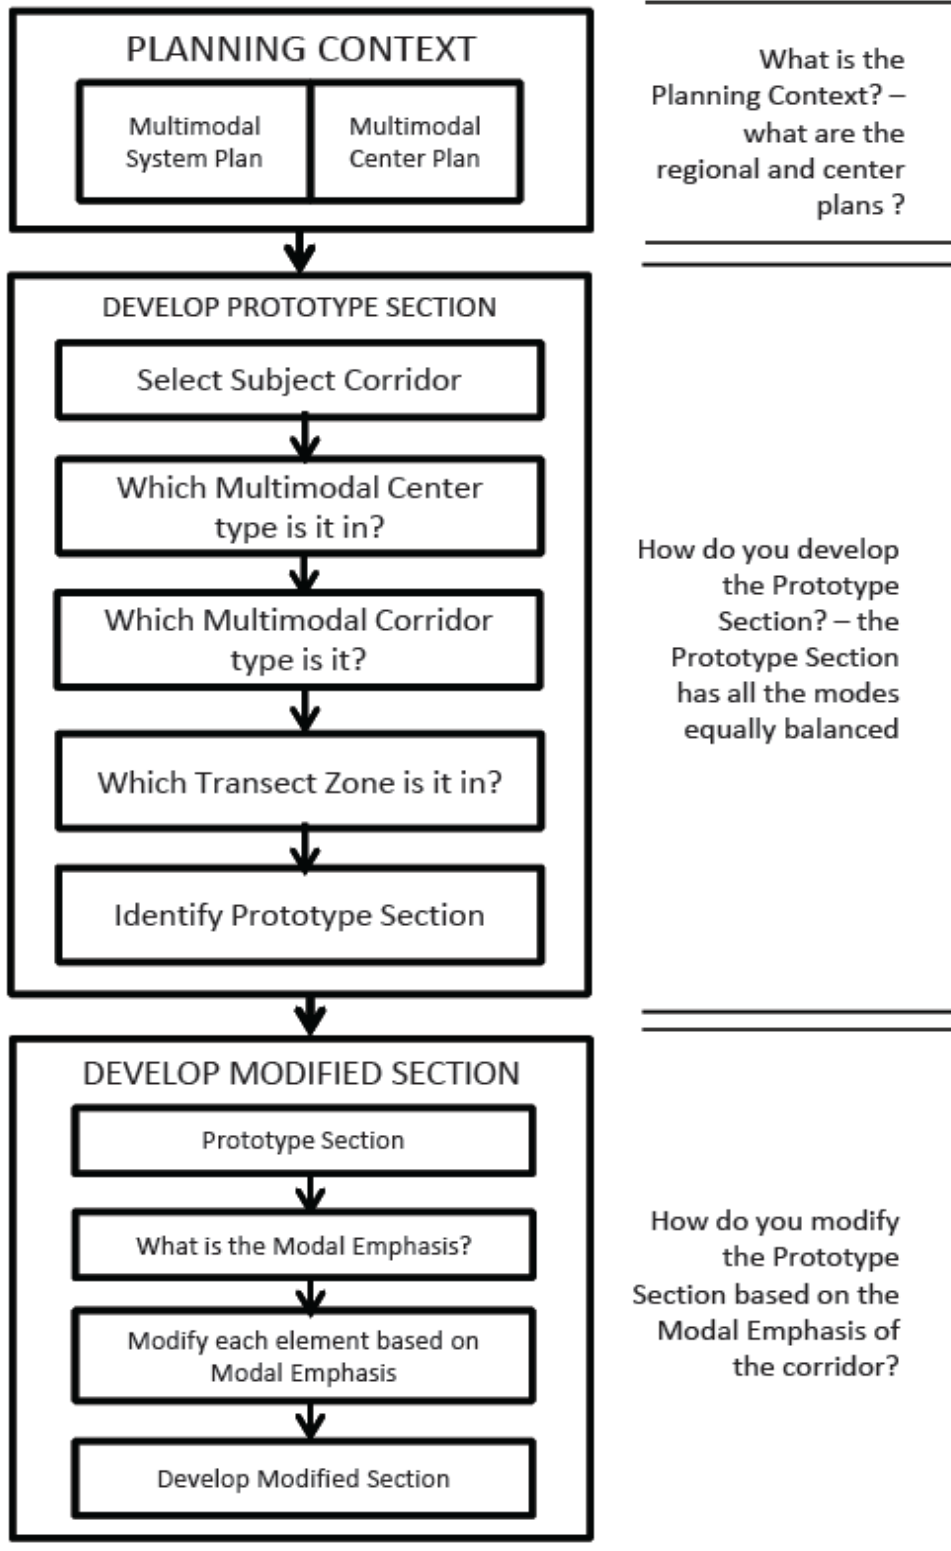 PLANNING CONTEXT
Multimodal
System Plan
Multimodal
Center Plan
What is the
Planning Context? –
what are the
regional and center
plans ?
DEVELOP PROTOTYPE SECTION
Select Subject Corridor
Which Multimodal Center
type is it in?
Which Multimodal Corridor
type is it?
Which Transect Zone is it in?
Identify Prototype Section
How do you develop
the Prototype
Section? – the
Prototype Section
has all the modes
equally balanced
DEVELOP MODIFIED SECTION
Prototype Section
What is the Modal Emphasis?
Modify each element based on
Modal Emphasis
Develop Modified Section
How do you modify
the Prototype
Section based on the
Modal Emphasis of
the corridor?